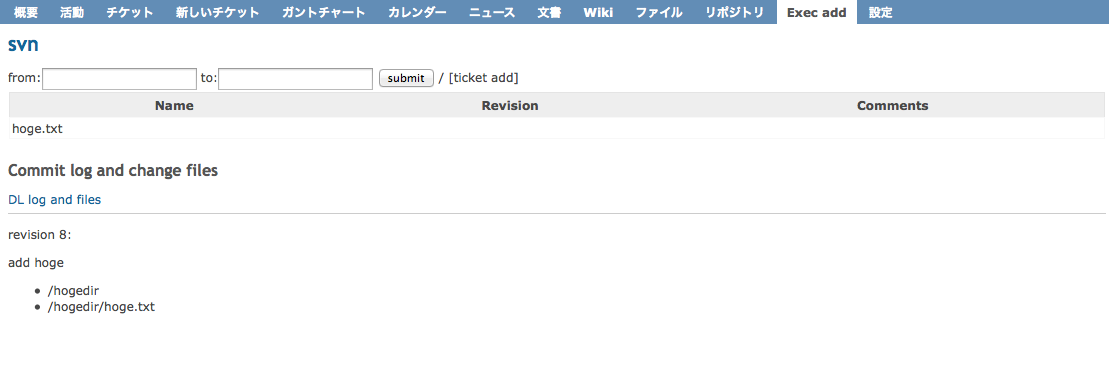 概要 活動 チケット 新しいチケット ガントチャート カレンダー ニュース 文書 Wiki ファイル リポジトリ Exec add 設定
svn
from: to: submit / [ticket add]
Name Revision Comments
hoge.txt
Commit log and change files
DL log and files
revision 8:
add hoge
• /hogedir
• /hogedir/hoge.txt